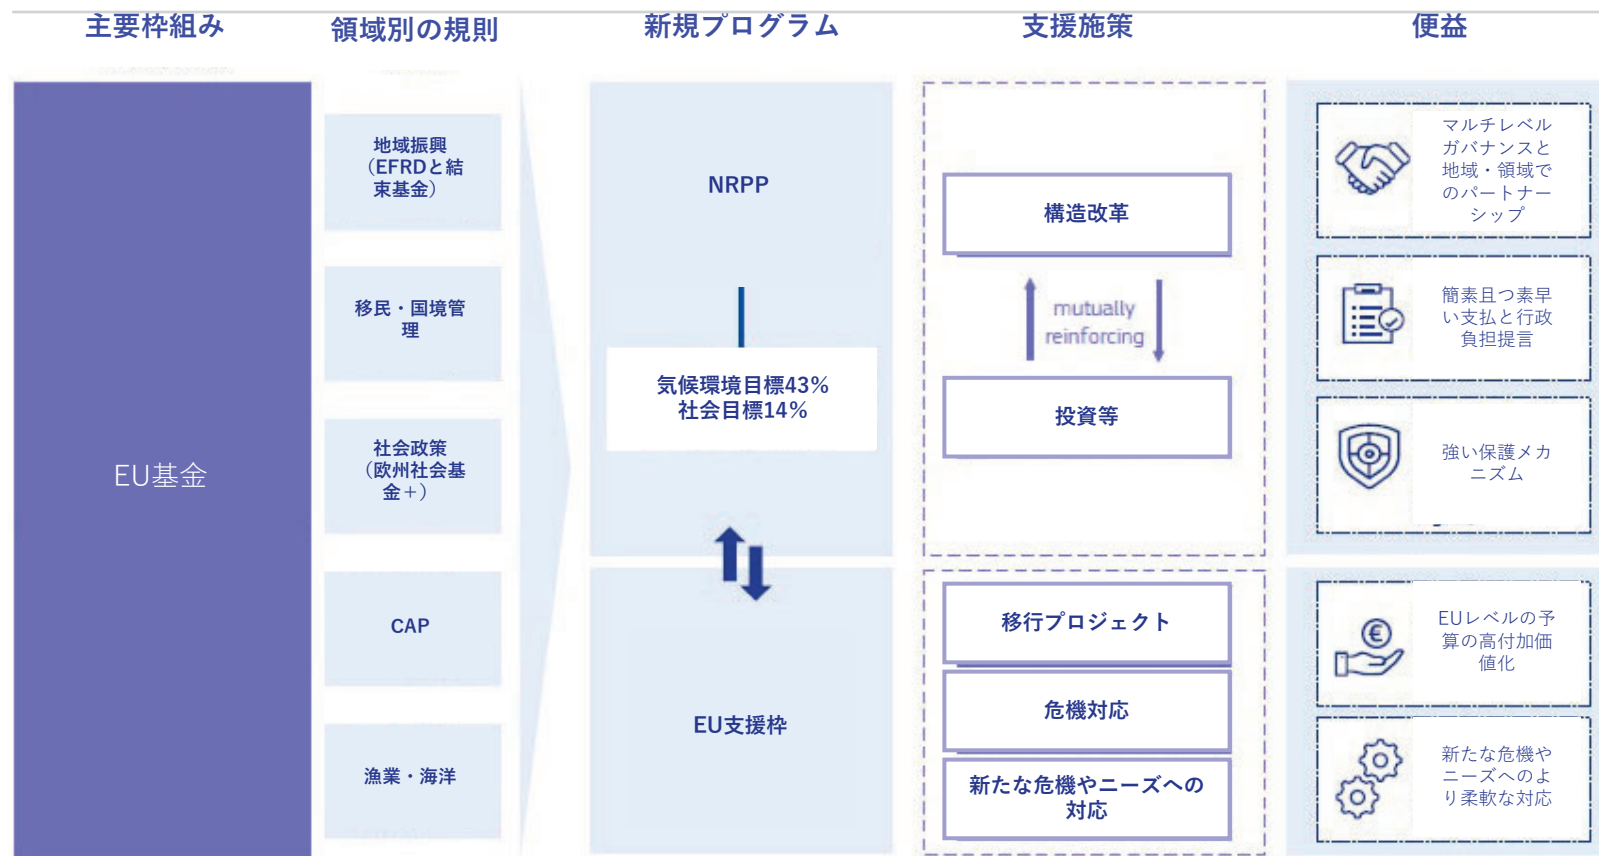 主要枠組み
領域別の規則
新規プログラム
支援施策
便益
EU基金
地域振興
（EFRDと結
束基金）
移民・国境管
理
社会政策
（欧州社会基
金＋）
CAP
漁業・海洋
NRPP
気候環境目標43%
社会目標14%
EU支援枠
構造改革
mutually
reinforcing
投資等
移行プロジェクト
危機対応
新たな危機やニーズへの
対応
マルチレベル
ガバナンスと
地域・領域で
のパートナー
シップ
簡素且つ素早
い支払と行政
負担提言
強い保護メカ
ニズム
EUレベルの予
算の高付加価
値化
新たな危機や
ニーズへのよ
り柔軟な対応